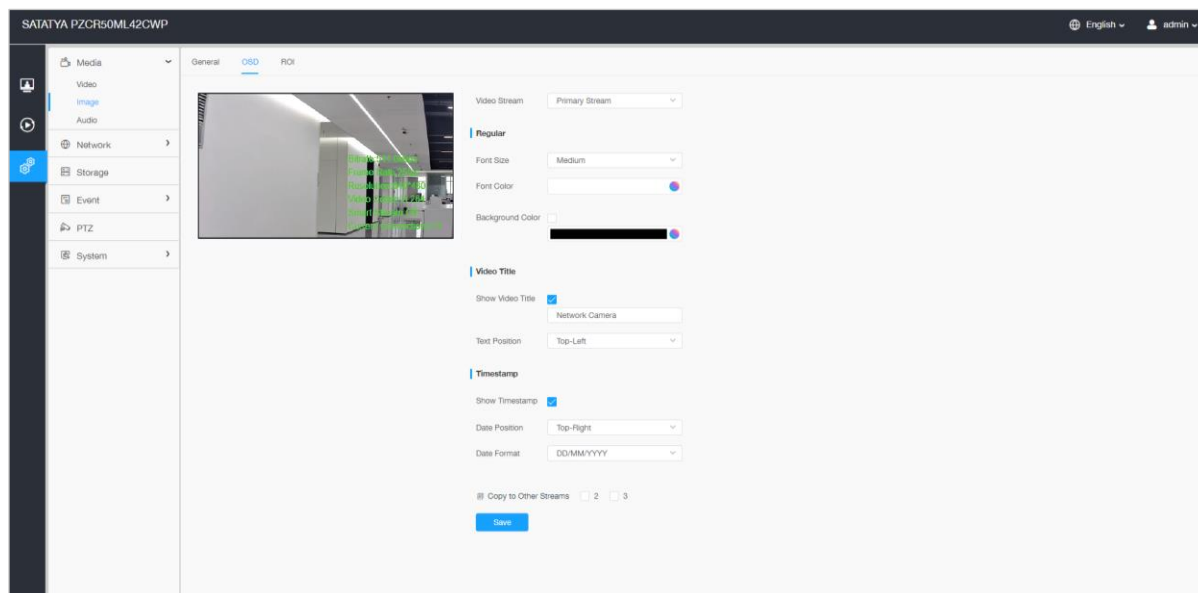 SATATYA PZCR50ML42CWP
English
admin
Media
Video
Image
Audio
Network
Storage
Event
PTZ
System
General OSD ROI
Video Stream Primary Stream
Regular
Font Size Medium
Font Color
Background Color
Video Title
Show Video Title
Network Camera
Text Position Top-Left
Timestamp
Show Timestamp
Date Position Top-Right
Date Format DD/MM/YYYY
Copy to Other Streams 2 3
Save